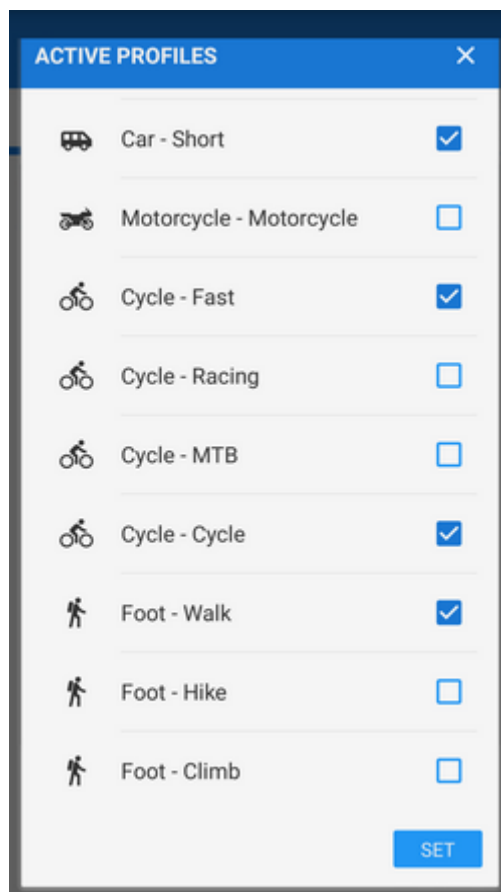 ACTIVE PROFILES
Car - Short
Motorcycle - Motorcycle
Cycle - Fast
Cycle - Racing
Cycle - MTB
Cycle - Cycle
Foot - Walk
Foot - Hike
Foot - Climb
SET